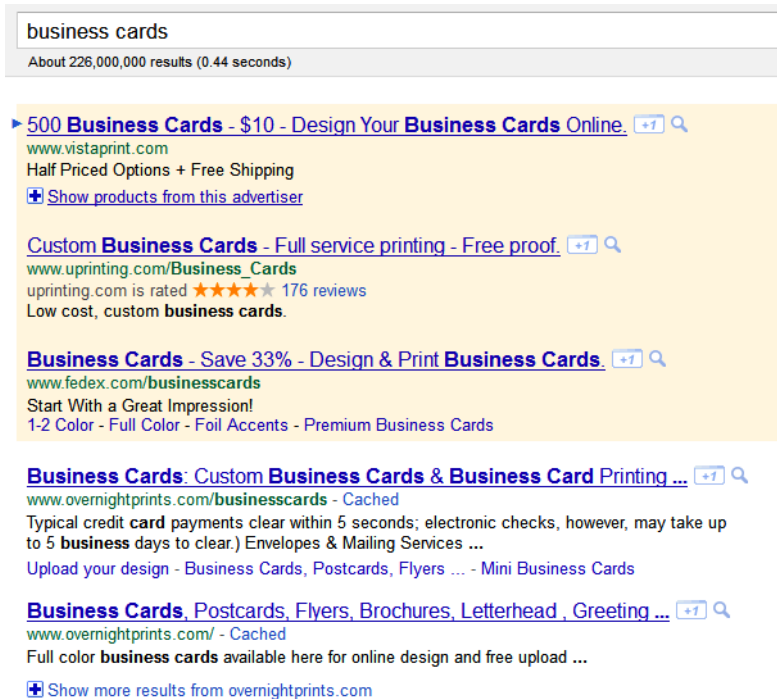 business cards
About 226,000,000 results (0.44 seconds)
500 Business Cards - $10 - Design Your Business Cards Online. +1
www.vistaprint.com
Half Priced Options + Free Shipping
Show products from this advertiser
Custom Business Cards - Full service printing - Free proof. +1
www.uprinting.com/Business_Cards
uprinting.com is rated ★★★★★ 176 reviews
Low cost, custom business cards.
Business Cards - Save 33% - Design & Print Business Cards. +1
www.fedex.com/businesscards
Start With a Great Impression!
1-2 Color - Full Color - Foil Accents - Premium Business Cards
Business Cards: Custom Business Cards & Business Card Printing ... +1
www.overnightprints.com/businesscards - Cached
Typical credit card payments clear within 5 seconds; electronic checks, however, may take up
to 5 business days to clear.) Envelopes & Mailing Services ...
Upload your design - Business Cards, Postcards, Flyers ... - Mini Business Cards
Business Cards, Postcards, Flyers, Brochures, Letterhead , Greeting ... +1
www.overnightprints.com/ - Cached
Full color business cards available here for online design and free upload ...
Show more results from overnightprints.com